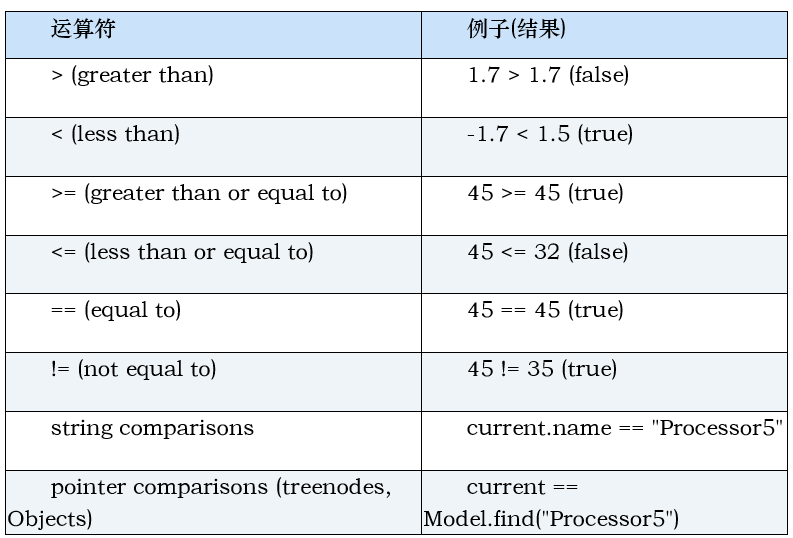 运算符 例子(结果)
> (greater than) 1.7 > 1.7 (false)
< (less than) -1.7 < 1.5 (true)
>= (greater than or equal to) 45 >= 45 (true)
<= (less than or equal to) 45 <= 32 (false)
== (equal to) 45 == 45 (true)
!= (not equal to) 45 != 35 (true)
string comparisons current.name == "Processor5"
pointer comparisons (treenodes,
Objects)
current ==
Model.find("Processor5")